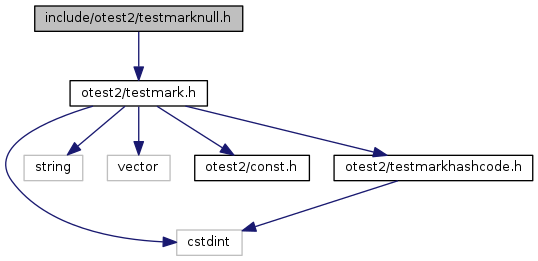 include/otest2/testmarknull.h
otest2/testmark.h
string
vector
otest2/const.h
otest2/testmarkhashcode.h
cstdint